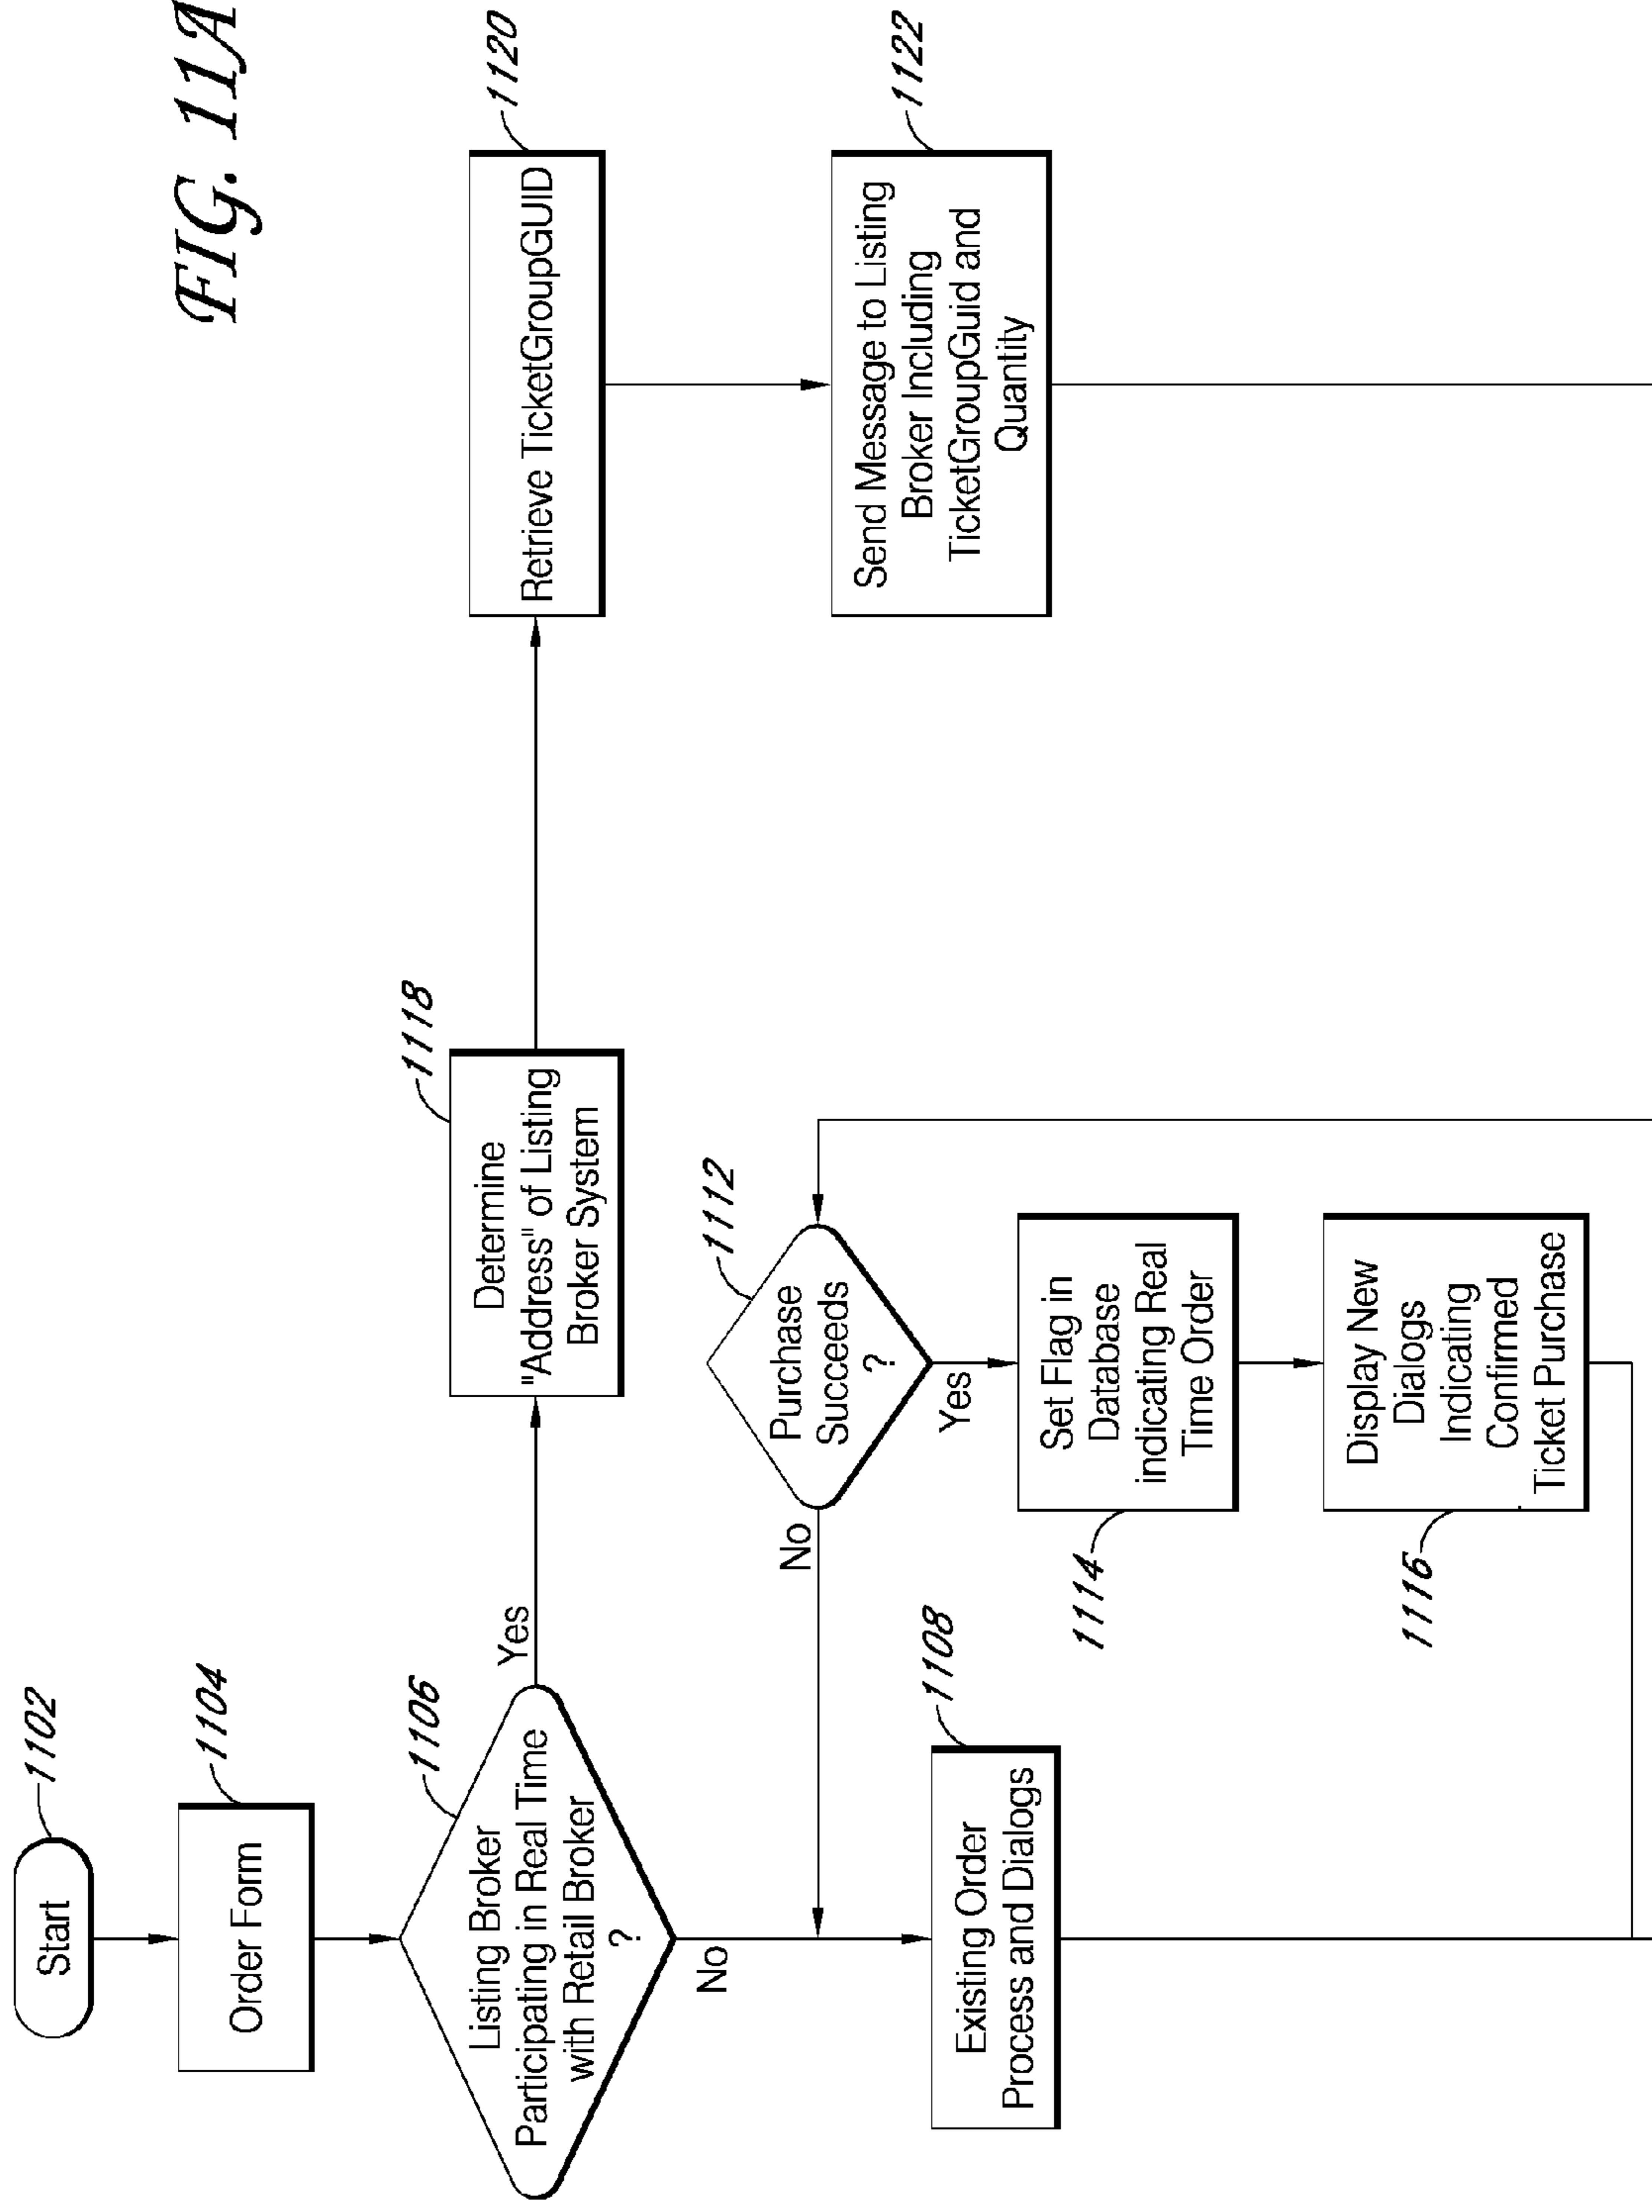 FIG. 11A
1102
Start
1104
Order Form
1106
Listing Broker
Participating in Real Time
with Retail Broker
?
Yes
No
1118
Determine
"Address" of Listing
Broker System
1120
Retrieve TicketGroupGUID
1122
Send Message to Listing
Broker Including
TicketGroupGuid and
Quantity
1112
Purchase
Succeeds
?
No
Yes
1108
Existing Order
Process and Dialogs
1114
Set Flag in
Database
indicating Real
Time Order
1116
Display New
Dialogs
Indicating
Confirmed
Ticket Purchase